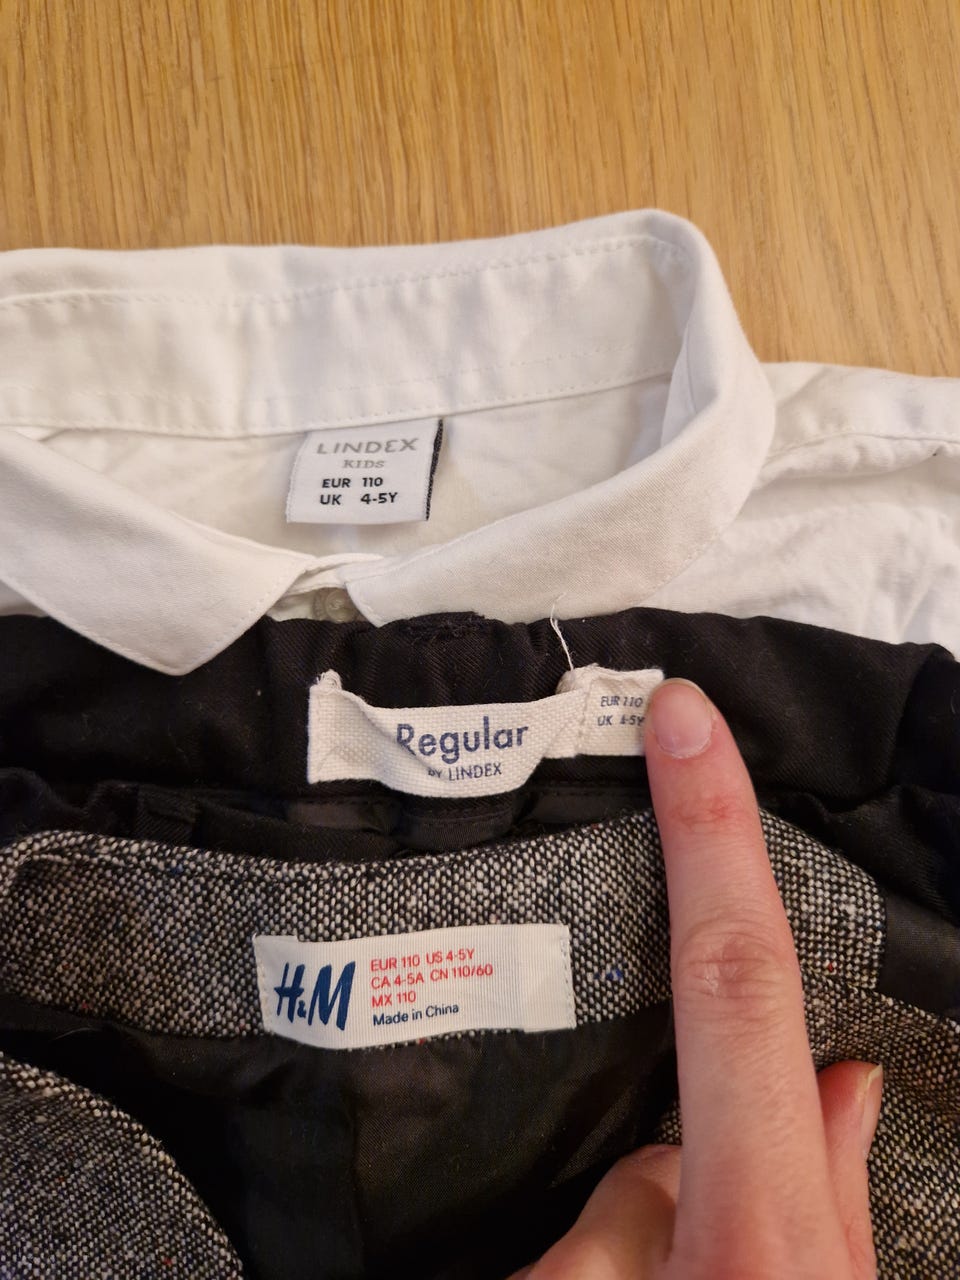 LINDEX
KIDS
EUR 110
UK 4-5Y
Regular
BY LINDEX
EUR 110
UK 4-5Y
H&M
EUR 110 US 4-5Y
CA 4-5A CN 110/60
MX 110
Made in China